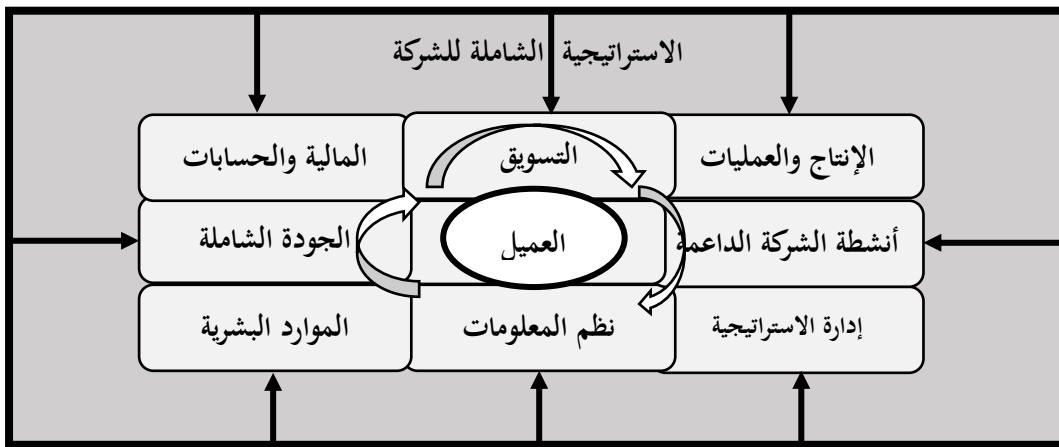 الاستراتيجية الشاملة للشركة
الإنتاج والعمليات
التسويق
المالية والحسابات
أنشطة الشركة الداعمة
العميل
الجودة الشاملة
إدارة الاستراتيجية
نظم المعلومات
الموارد البشرية